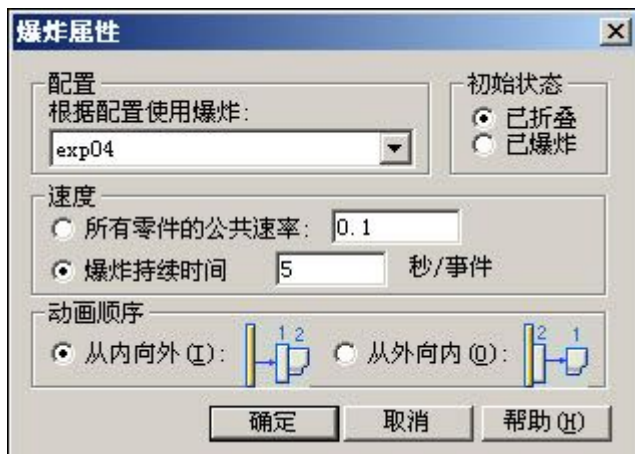 爆炸属性
配置
根据配置使用爆炸:
exp04
初始状态
已折叠
已爆炸
速度
所有零件的公共速率: 0.1
爆炸持续时间 5 秒/事件
动画顺序
从内向外(I): 1 2
从外向内(O): 2 1
确定 取消 帮助(H)